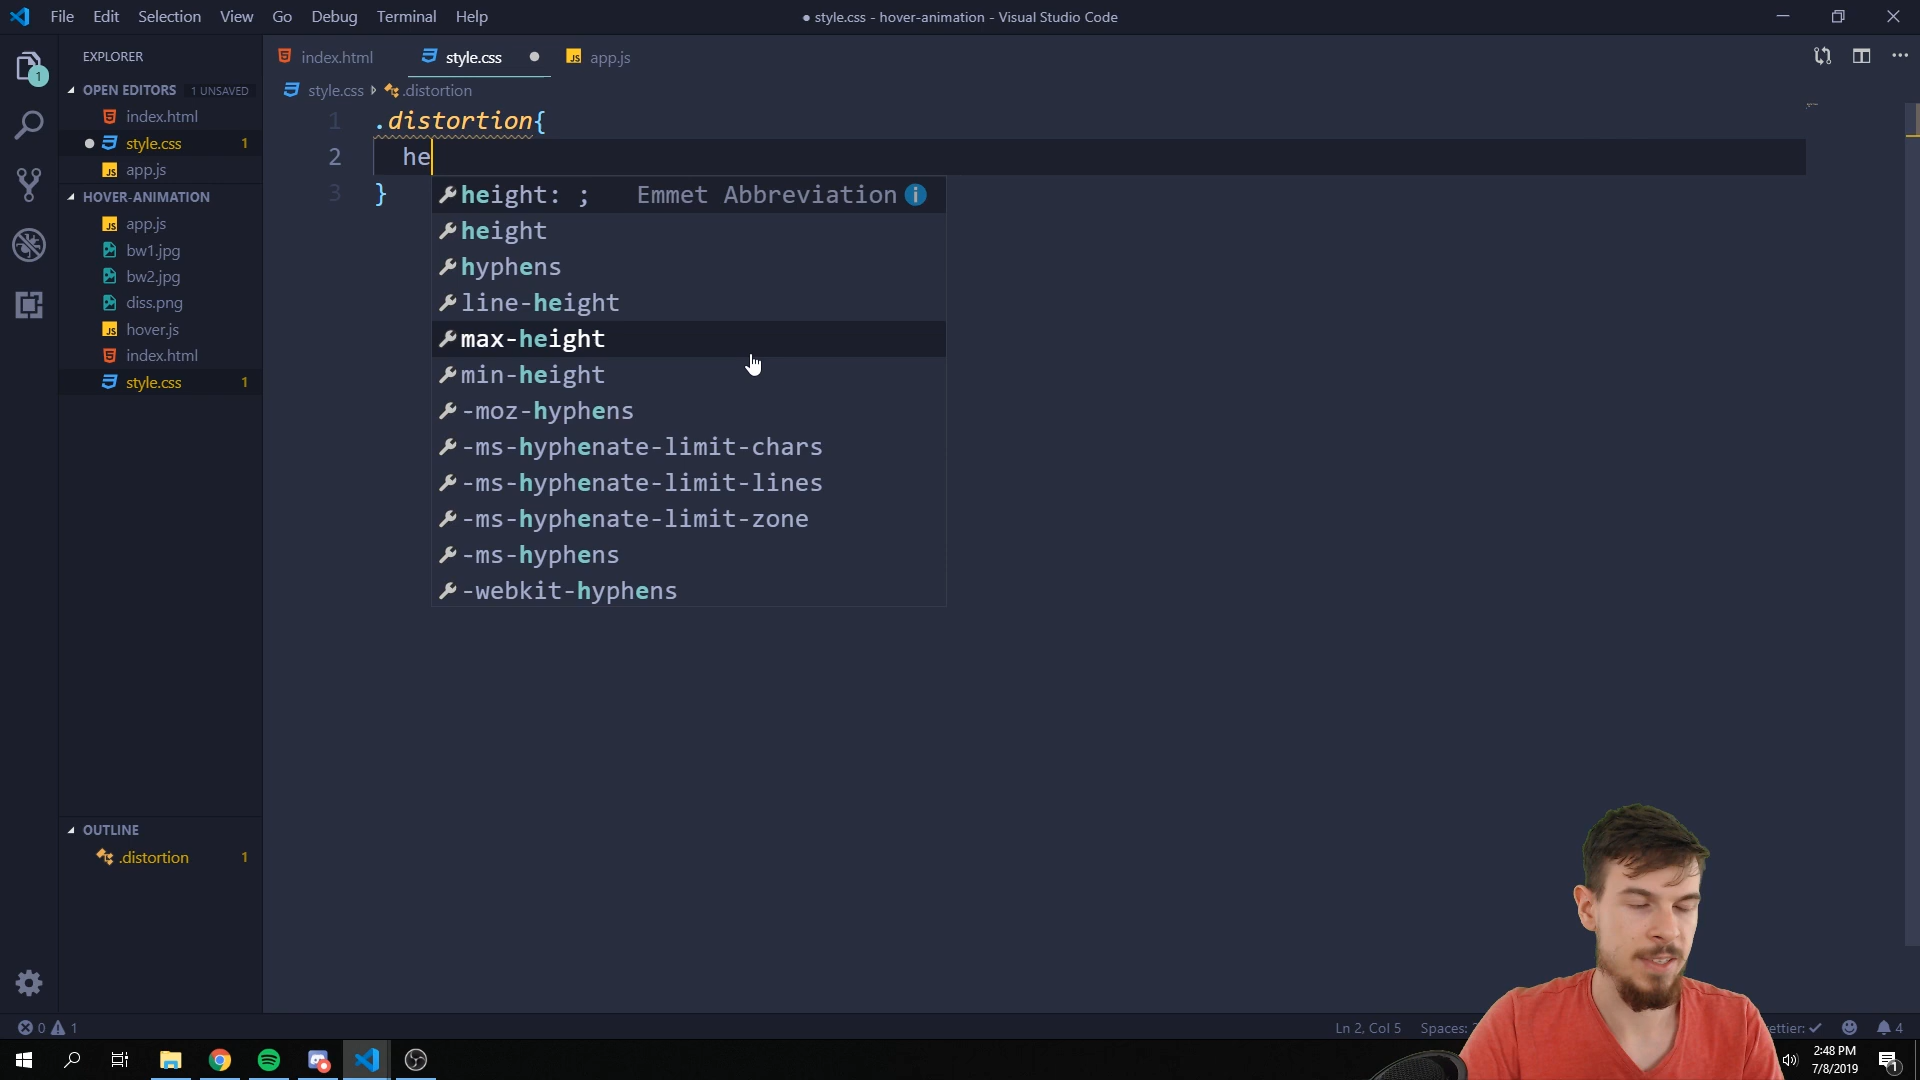 File Edit Selection View Go Debug Terminal Help
● style.css - hover-animation - Visual Studio Code
EXPLORER
OPEN EDITORS 1 UNSAVED
index.html
style.css 1
app.js
HOVER-ANIMATION
app.js
bw1.jpg
bw2.jpg
diss.png
hover.js
index.html
style.css 1
OUTLINE
.distortion 1
index.html style.css app.js
style.css .distortion
1 .distortion{
2 he
3 }
height: ; Emmet Abbreviation
height
hyphens
line-height
max-height
min-height
-moz-hyphens
-ms-hyphenate-limit-chars
-ms-hyphenate-limit-lines
-ms-hyphenate-limit-zone
-ms-hyphens
-webkit-hyphens
0 1 Ln 2, Col 5 Spaces: ettier: 4
2:48 PM
7/8/2019
1